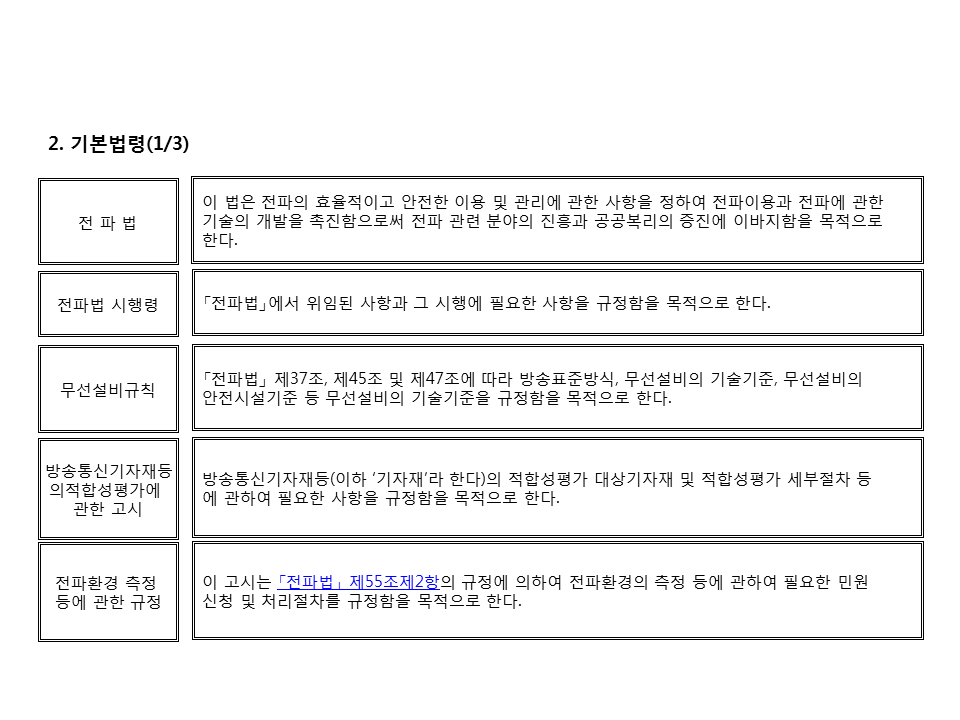 2. 기본법령(1/3)
전 파 법
이 법은 전파의 효율적이고 안전한 이용 및 관리에 관한 사항을 정하여 전파이용과 전파에 관한
기술의 개발을 촉진함으로써 전파 관련 분야의 진흥과 공공복리의 증진에 이바지함을 목적으로
한다.
전파법 시행령
「전파법」에서 위임된 사항과 그 시행에 필요한 사항을 규정함을 목적으로 한다.
무선설비규칙
「전파법」 제37조, 제45조 및 제47조에 따라 방송표준방식, 무선설비의 기술기준, 무선설비의
안전시설기준 등 무선설비의 기술기준을 규정함을 목적으로 한다.
방송통신기자재등
의적합성평가에
관한 고시
방송통신기자재등(이하 ‘기자재’라 한다)의 적합성평가 대상기자재 및 적합성평가 세부절차 등
에 관하여 필요한 사항을 규정함을 목적으로 한다.
전파환경 측정
등에 관한 규정
이 고시는 「전파법」 제55조제2항의 규정에 의하여 전파환경의 측정 등에 관하여 필요한 민원
신청 및 처리절차를 규정함을 목적으로 한다.